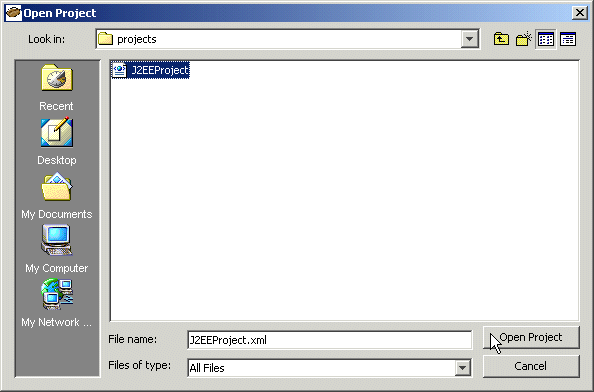 Open Project
Look in: projects
J2EEProject
Recent
Desktop
My Documents
My Computer
My Network ...
File name: J2EEProject.xml Open Project
Files of type: All Files Cancel